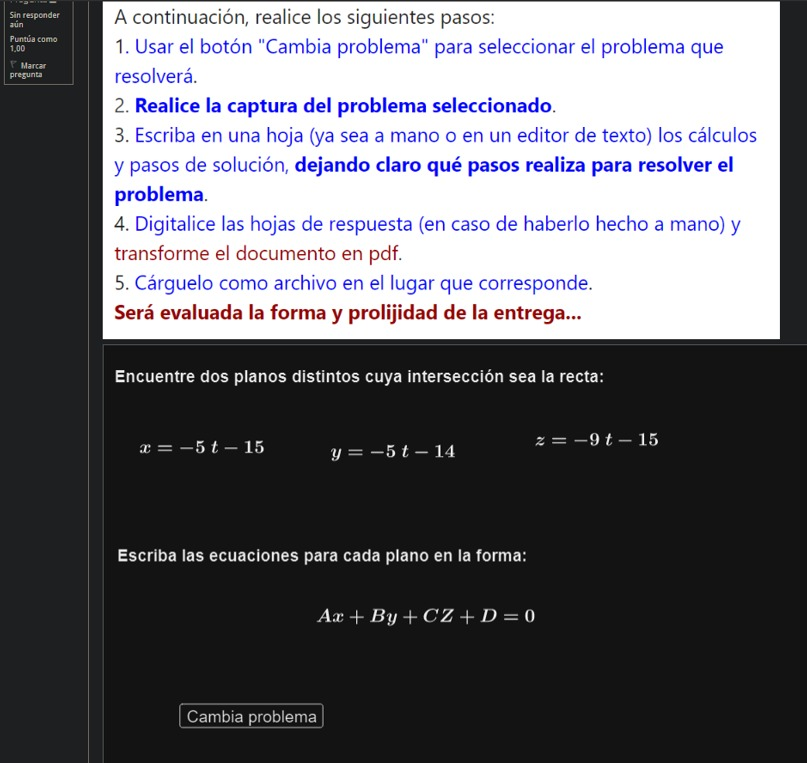 Sin responder
aún
Puntúa como
1,00
Marcar
pregunta
A continuación, realice los siguientes pasos:
1. Usar el botón "Cambia problema" para seleccionar el problema que
resolverá.
2. Realice la captura del problema seleccionado.
3. Escriba en una hoja (ya sea a mano o en un editor de texto) los cálculos
y pasos de solución, dejando claro qué pasos realiza para resolver el
problema.
4. Digitalice las hojas de respuesta (en caso de haberlo hecho a mano) y
transforme el documento en pdf.
5. Cárguelo como archivo en el lugar que corresponde.
Será evaluada la forma y prolijidad de la entrega...
Encuentre dos planos distintos cuya intersección sea la recta:
x = −5 t − 15 y = −5 t − 14 z = −9 t − 15
Escriba las ecuaciones para cada plano en la forma:
Ax + By + CZ + D = 0
Cambia problema